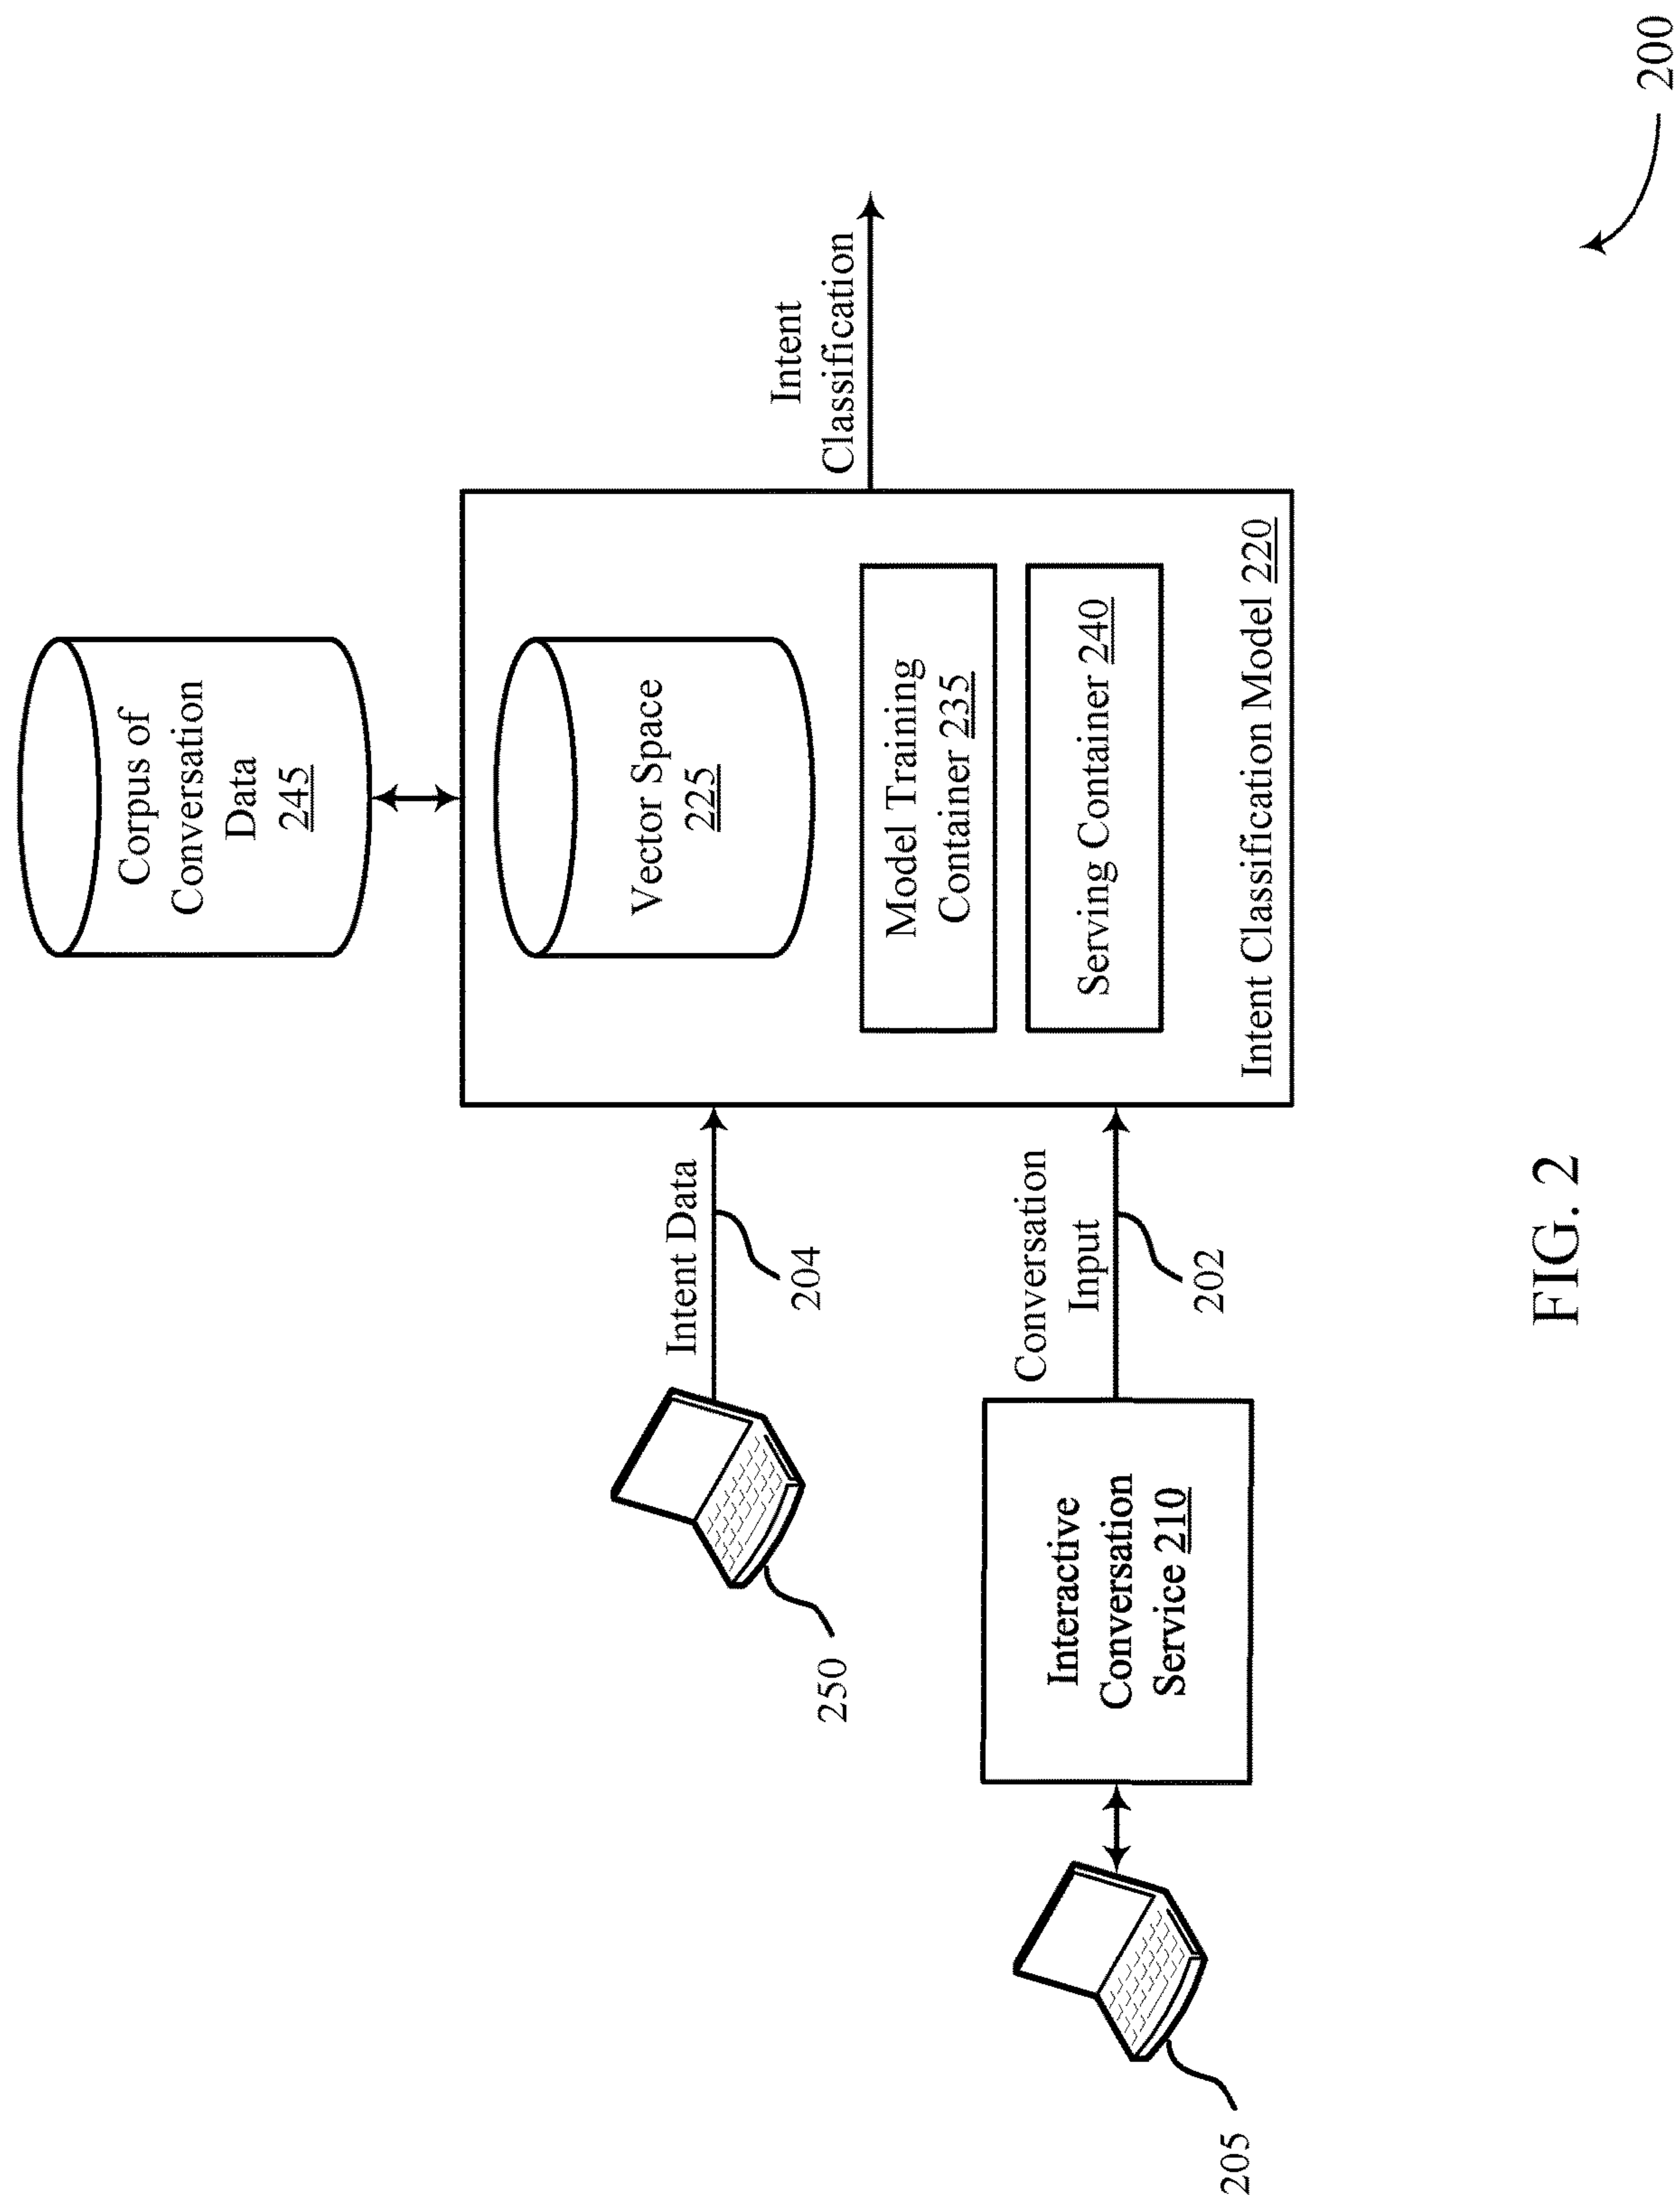 200
Corpus of
Conversation
Data
245
Vector Space
225
Model Training
Container 235
Serving Container 240
Intent Classification Model 220
Intent
Classification
Intent Data
204
250
Conversation
Input
202
Interactive
Conversation
Service 210
205
FIG. 2